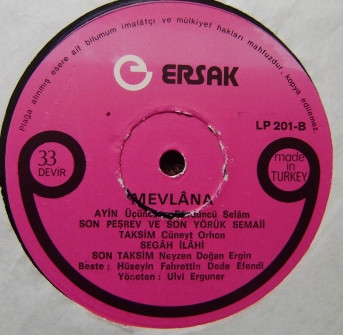 Plağa alınmış esere ait bilumum imalâtçı ve mülkiyet hakları mahfuzdur, kopya edilemez.
ERSAK
LP 201-B
33
DEVİR
made
in
TURKEY
MEVLÂNA
AYİN Üçüncü Dördüncü Selâm
SON PEŞREV VE SON YÖRÜK SEMAİİ
TAKSİM Cüneyt Orhon
SEGÂH İLÂHİ
SON TAKSİM Neyzen Doğan Ergin
Beste : Hüseyin Fahrettin Dede Efendi
Yöneten : Ulvi Erguner